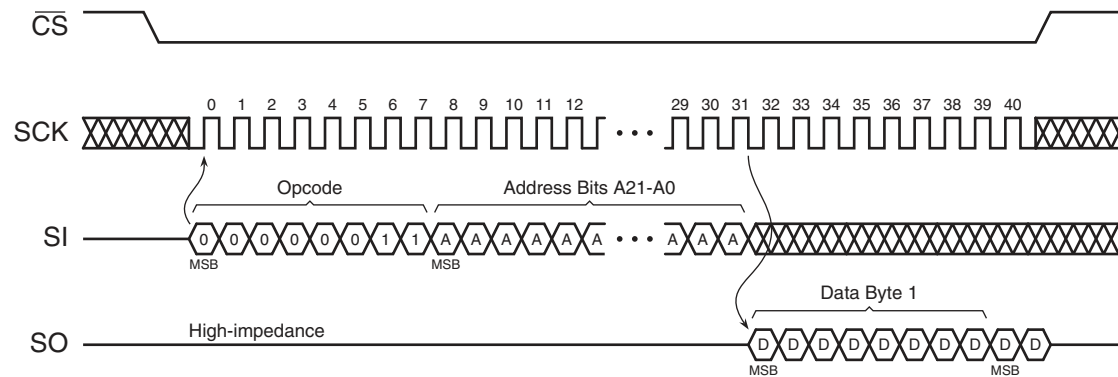 CS
0 1 2 3 4 5 6 7 8 9 10 11 12 29 30 31 32 33 34 35 36 37 38 39 40
SCK
Opcode Address Bits A21-A0
SI 0 0 0 0 0 0 1 1 A A A A A A A A A
MSB MSB
Data Byte 1
High-impedance
SO D D D D D D D D D D
MSB MSB